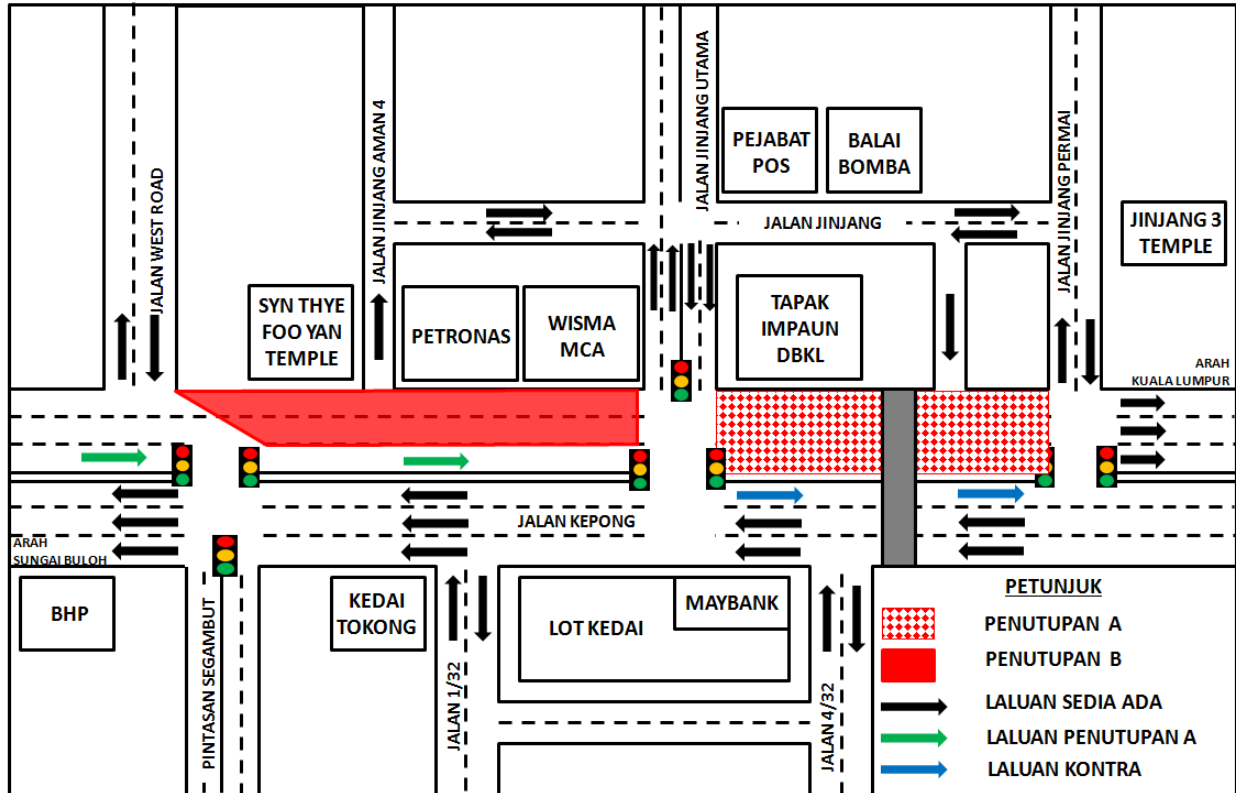 JALAN WEST ROAD
JALAN JINJANG AMAN 4
JALAN JINJANG UTAMA
JALAN JINJANG PERMAI
PEJABAT
POS
BALAI
BOMBA
JALAN JINJANG
JINJANG 3
TEMPLE
SYN THYE
FOO YAN
TEMPLE
PETRONAS
WISMA
MCA
TAPAK
IMPAUN
DBKL
ARAH
KUALA LUMPUR
JALAN KEPONG
ARAH
SUNGAI BULOH
BHP
PINTASAN SEGAMBUT
KEDAI
TOKONG
JALAN 1/32
LOT KEDAI
MAYBANK
JALAN 4/32
PETUNJUK
PENUTUPAN A
PENUTUPAN B
LALUAN SEDIA ADA
LALUAN PENUTUPAN A
LALUAN KONTRA